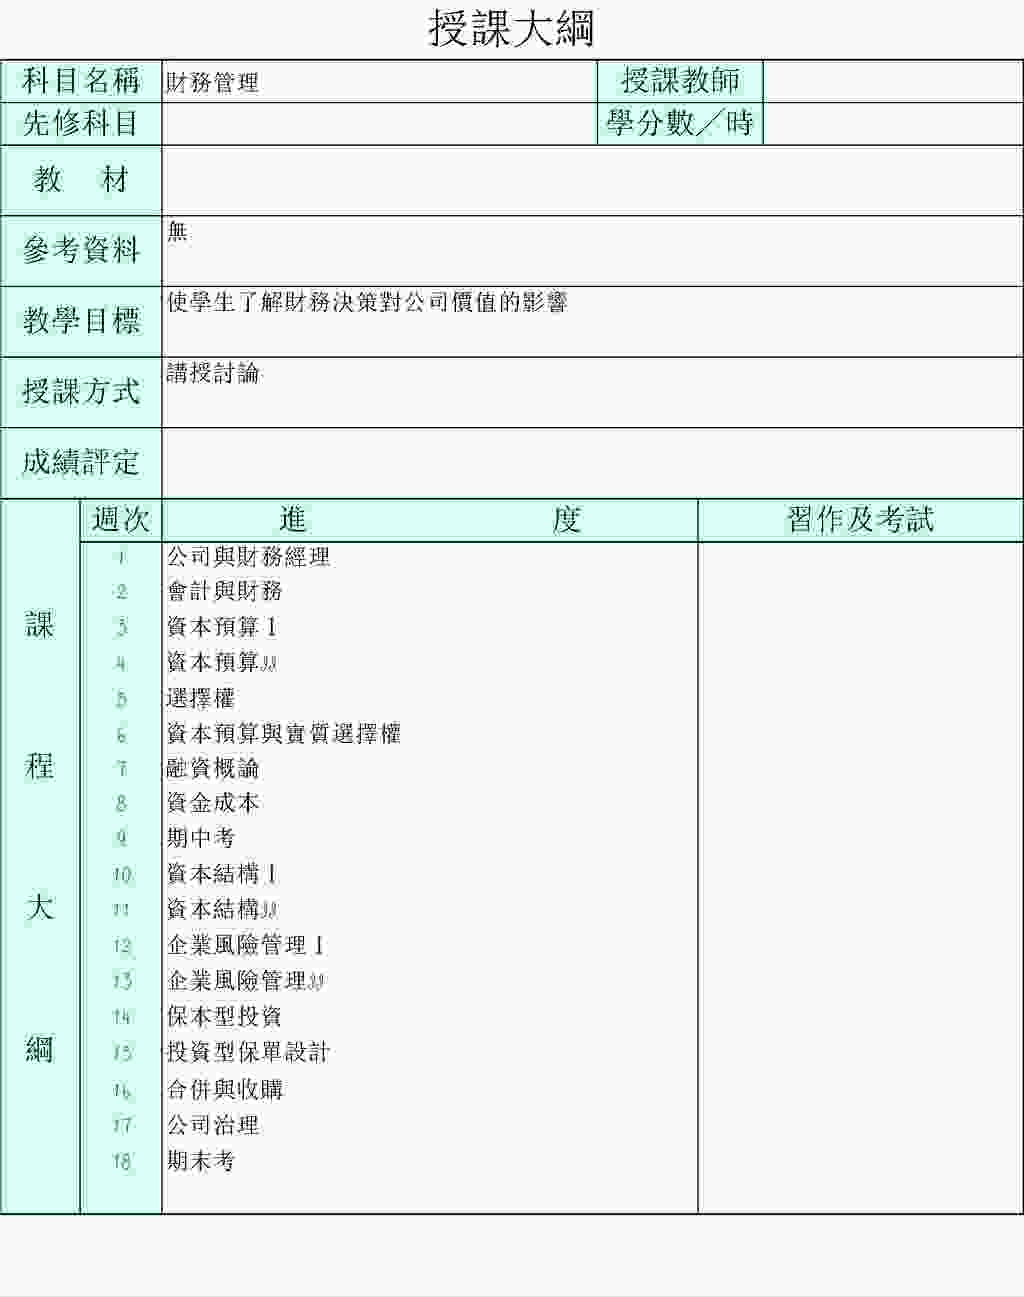 授課大綱
科目名稱 財務管理 授課教師
先修科目 學分數／時
教 材
參考資料 無
教學目標 使學生了解財務決策對公司價值的影響
授課方式 講授討論
成績評定
課程大綱 週次 進度 習作及考試
1 公司與財務經理
2 會計與財務
3 資本預算I
4 資本預算II
5 選擇權
6 資本預算與實質選擇權
7 融資概論
8 資金成本
9 期中考
10 資本結構I
11 資本結構II
12 企業風險管理I
13 企業風險管理II
14 保本型投資
15 投資型保單設計
16 合併與收購
17 公司治理
18 期末考